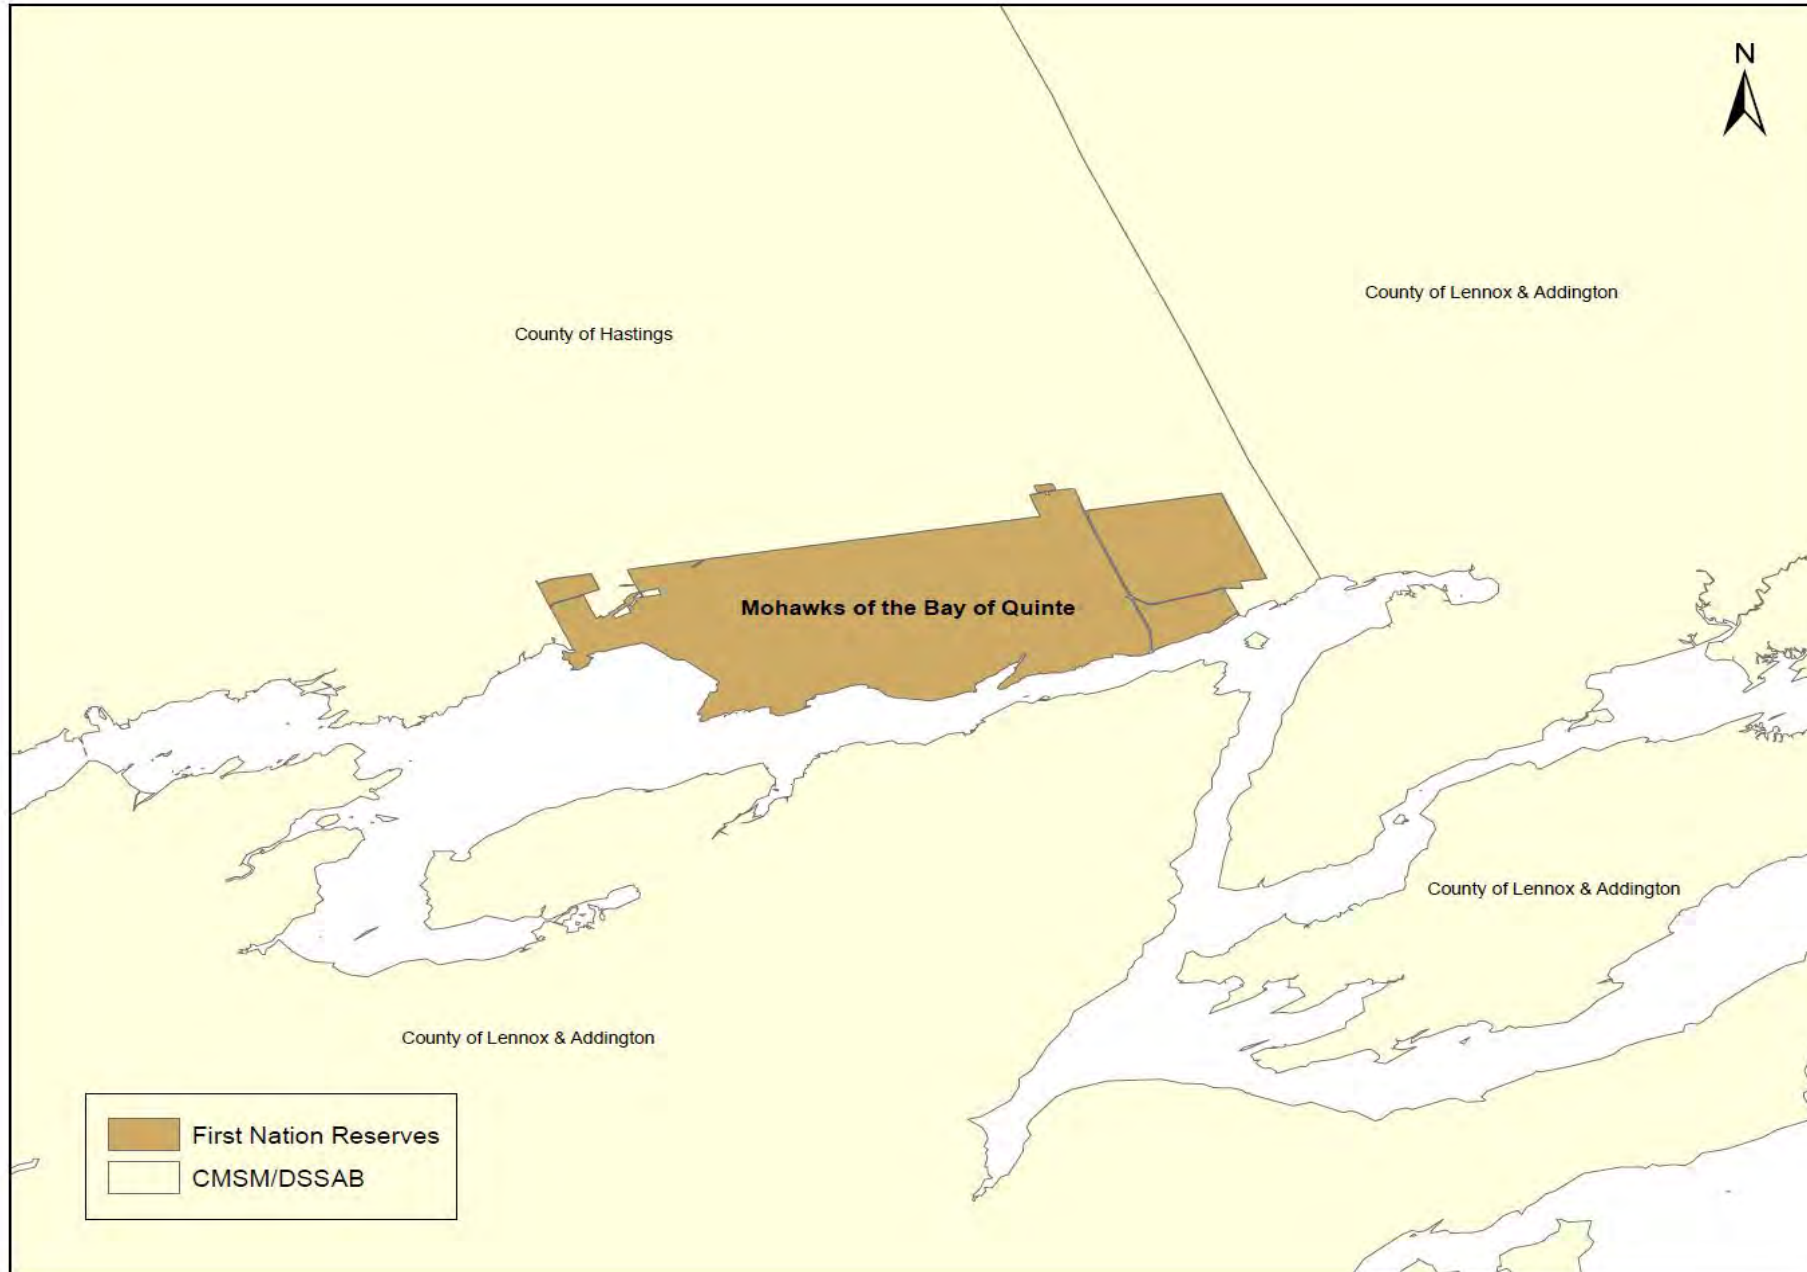 N
County of Lennox & Addington
County of Hastings
Mohawks of the Bay of Quinte
County of Lennox & Addington
County of Lennox & Addington
First Nation Reserves
CMSM/DSSAB